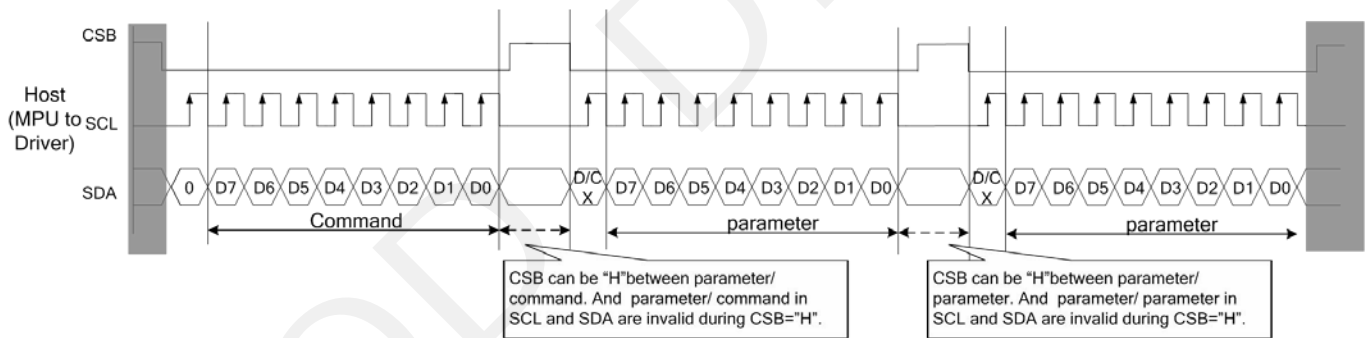 CSB
Host
(MPU to
Driver)
SCL
SDA
0 D7 D6 D5 D4 D3 D2 D1 D0 D/C X D7 D6 D5 D4 D3 D2 D1 D0 D/C X D7 D6 D5 D4 D3 D2 D1 D0
Command parameter parameter
CSB can be “H”between parameter/
command. And parameter/ command in
SCL and SDA are invalid during CSB=”H”.
CSB can be “H”between parameter/
parameter. And parameter/ parameter in
SCL and SDA are invalid during CSB=”H”.